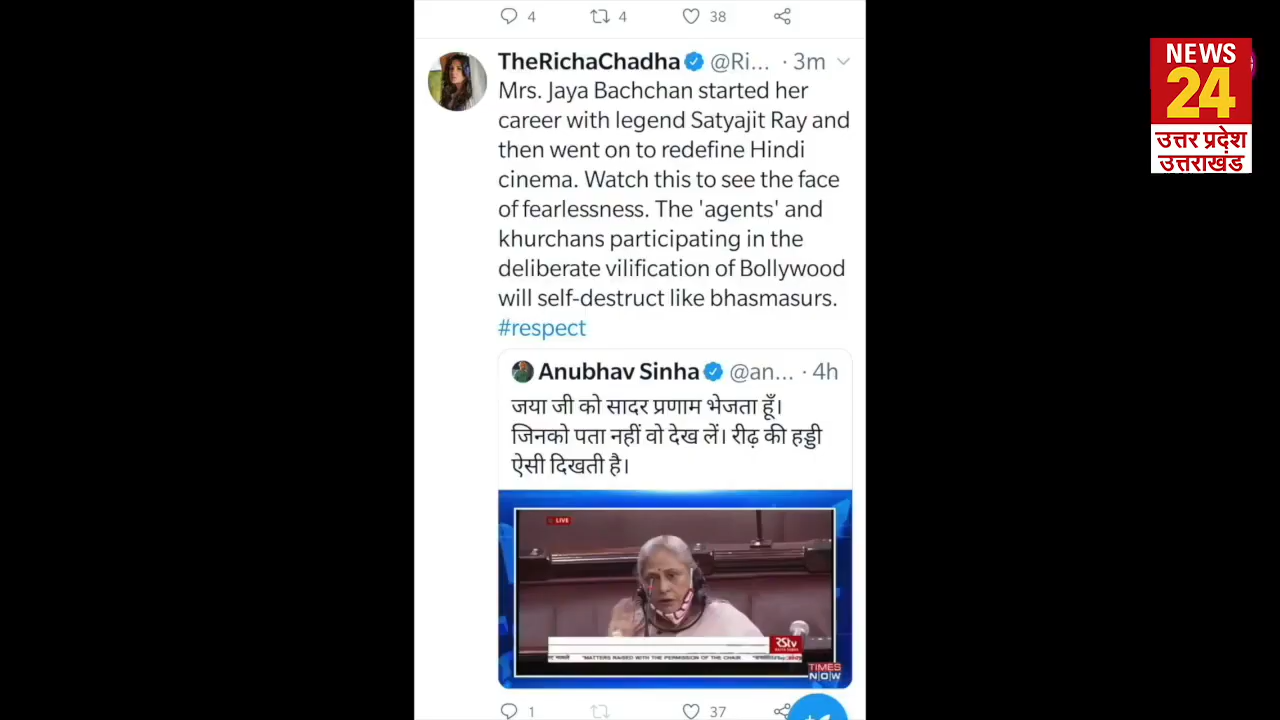 4 4 38
TheRichaChadha @Ri... · 3m
Mrs. Jaya Bachchan started her
career with legend Satyajit Ray and
then went on to redefine Hindi
cinema. Watch this to see the face
of fearlessness. The 'agents' and
khurchans participating in the
deliberate vilification of Bollywood
will self-destruct like bhasmasurs.
#respect
Anubhav Sinha @an... · 4h
जया जी को सादर प्रणाम भेजता हूँ।
जिनको पता नहीं वो देख लें। रीढ़ की हड्डी
ऐसी दिखती है।
LIVE
RStv
"MATTERS RAISED WITH THE PERMISSION OF THE CHAIR
TIMES
NOW
1 37
NEWS
24
उत्तर प्रदेश
उत्तराखंड